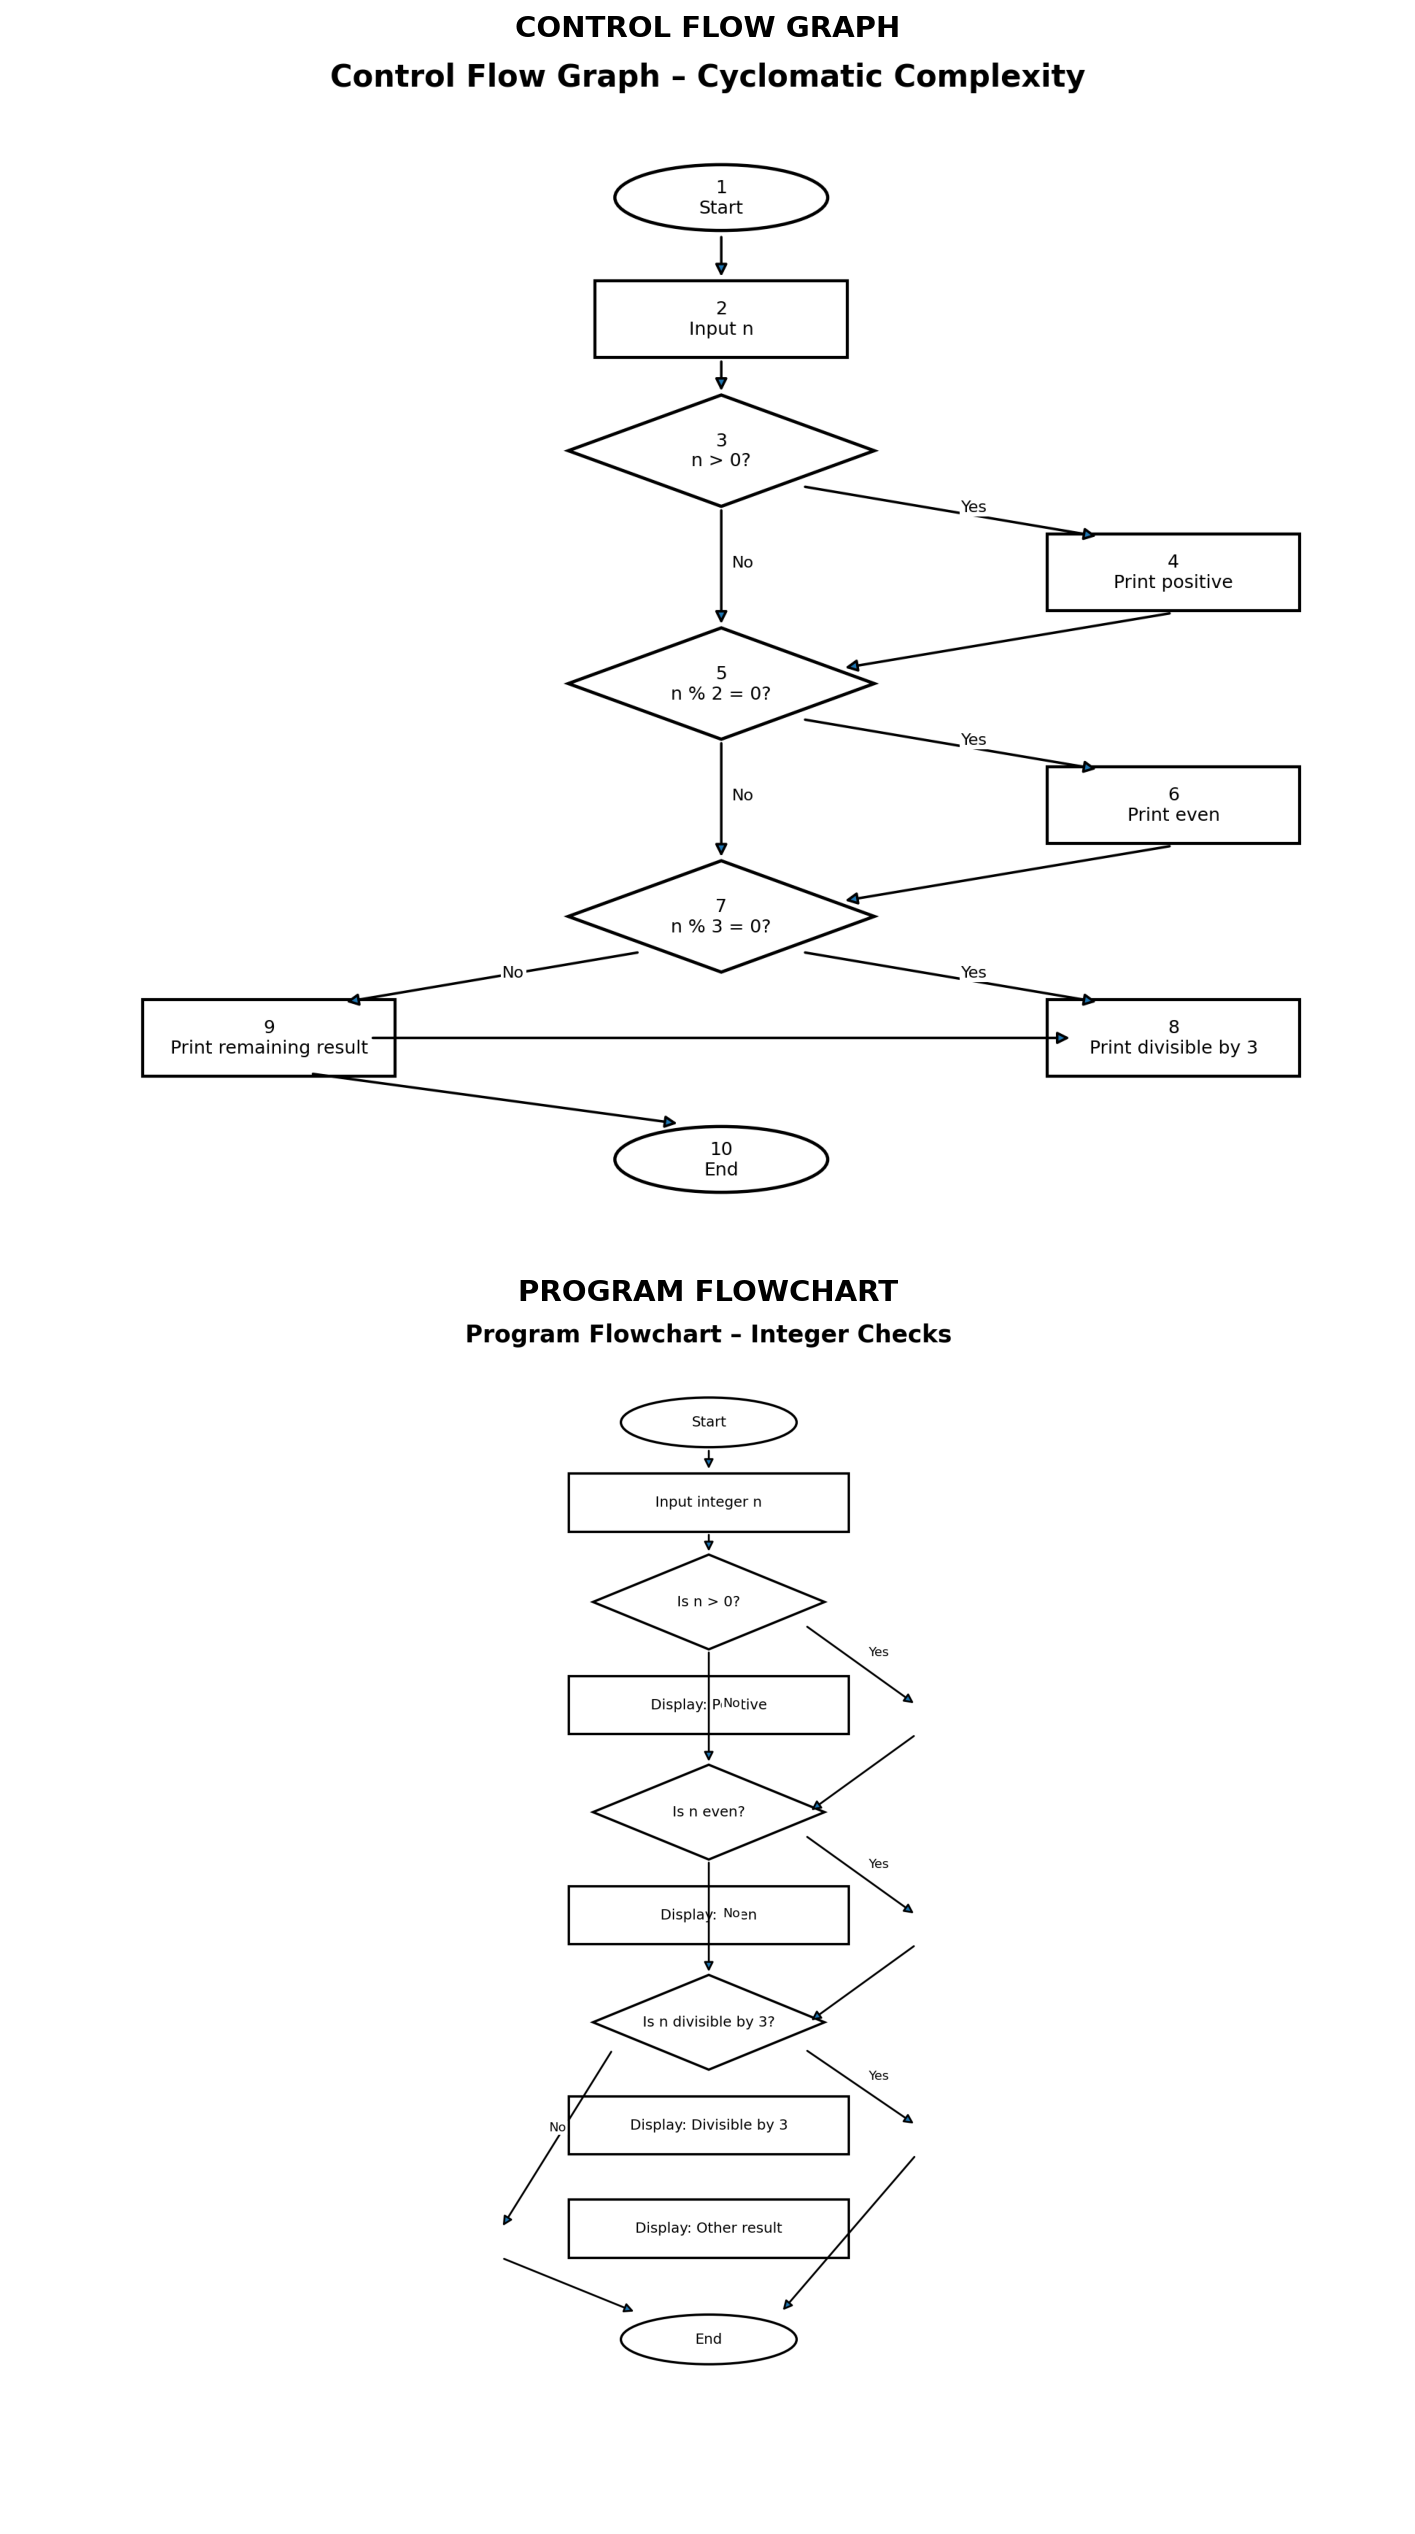 CONTROL FLOW GRAPH
Control Flow Graph – Cyclomatic Complexity
1
Start
2
Input n
3
n > 0?
Yes
No
4
Print positive
5
n % 2 = 0?
Yes
No
6
Print even
7
n % 3 = 0?
No
Yes
9
Print remaining result
8
Print divisible by 3
10
End
PROGRAM FLOWCHART
Program Flowchart – Integer Checks
Start
Input integer n
Is n > 0?
Yes
Display:
No
Is n even?
Yes
Display:
No
Is n divisible by 3?
Yes
No
Display: Divisible by 3
Display: Other result
End